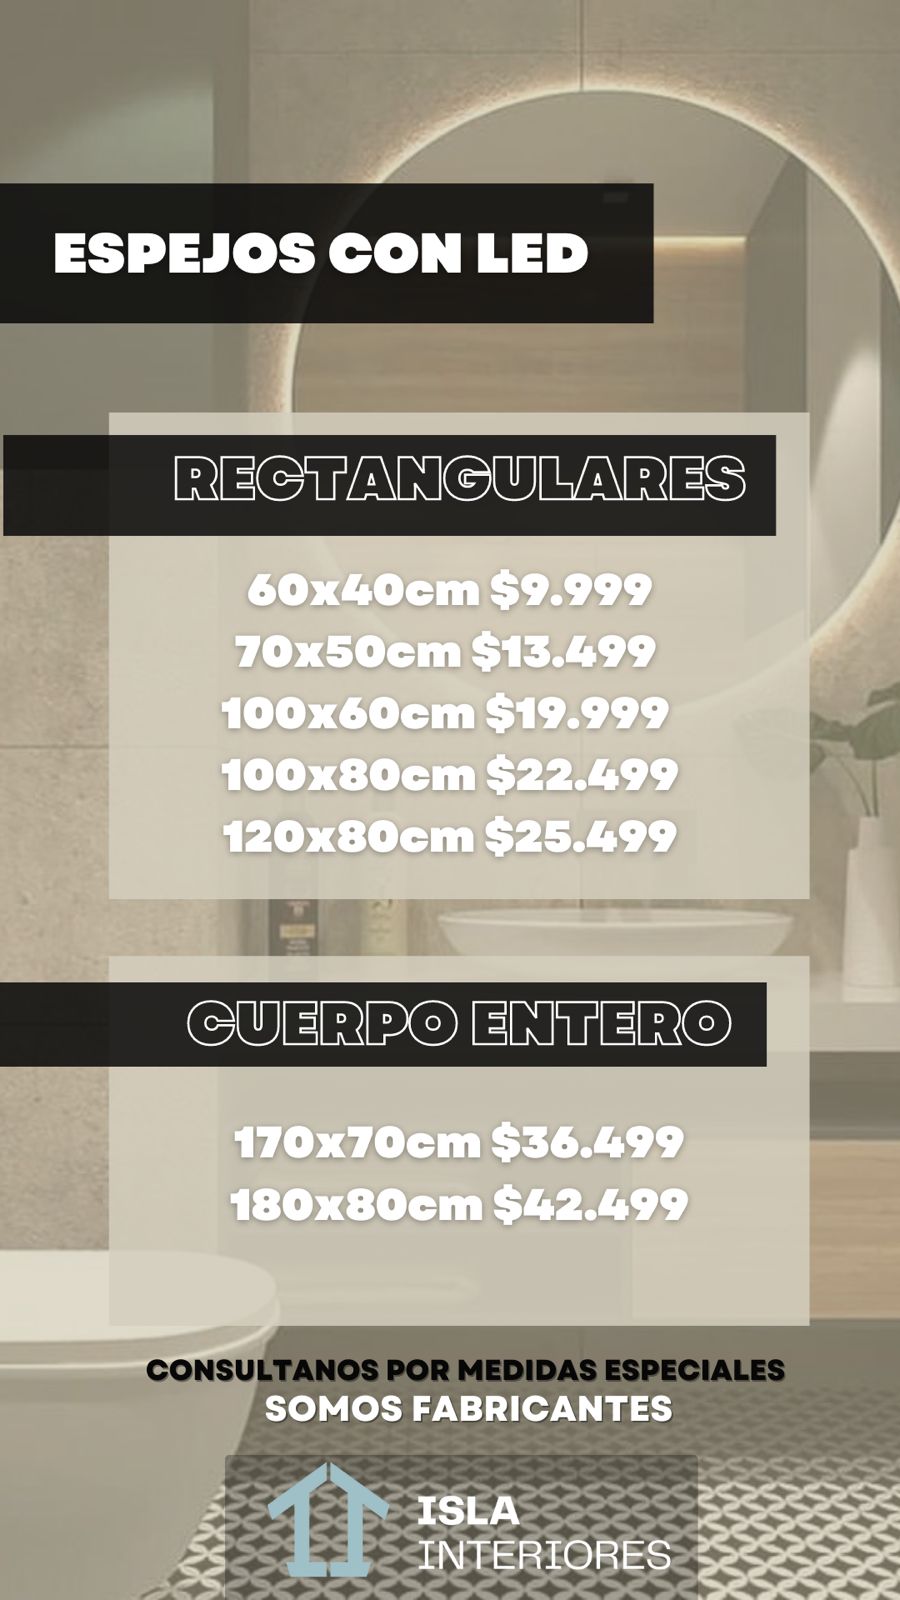 ESPEJOS CON LED
RECTANGULARES
60x40cm $9.999
70x50cm $13.499
100x60cm $19.999
100x80cm $22.499
120x80cm $25.499
CUERPO ENTERO
170x70cm $36.499
180x80cm $42.499
CONSULTANOS POR MEDIDAS ESPECIALES
SOMOS FABRICANTES
ISLA
INTERIORES